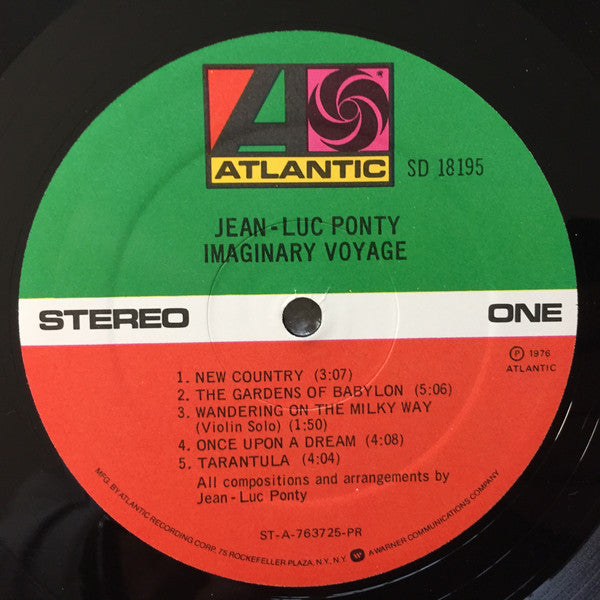 ATLANTIC
SD 18195
JEAN-LUC PONTY
IMAGINARY VOYAGE
STEREO
ONE
Ⓟ 1976
ATLANTIC
1. NEW COUNTRY (3:07)
2. THE GARDENS OF BABYLON (5:06)
3. WANDERING ON THE MILKY WAY
(Violin Solo) (1:50)
4. ONCE UPON A DREAM (4:08)
5. TARANTULA (4:04)
All compositions and arrangements by
Jean-Luc Ponty
ST-A-763725-PR
MFG. BY ATLANTIC RECORDING CORP. 75 ROCKEFELLER PLAZA, N.Y., N.Y. A WARNER COMMUNICATIONS COMPANY